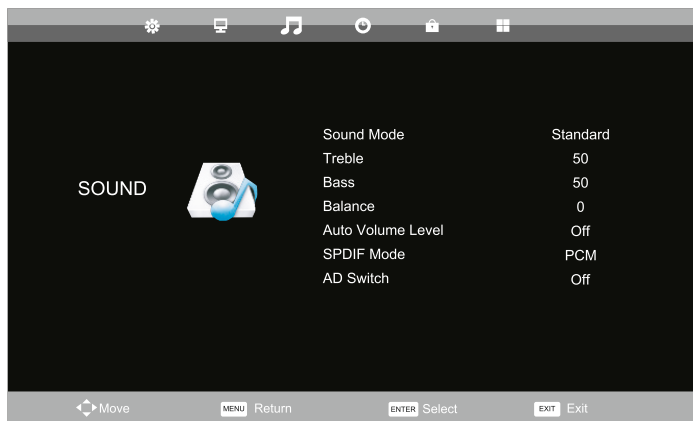 Sound Mode Standard
Treble 50
Bass 50
SOUND
Balance 0
Auto Volume Level Off
SPDIF Mode PCM
AD Switch Off
Move MENU Return ENTER Select EXIT Exit